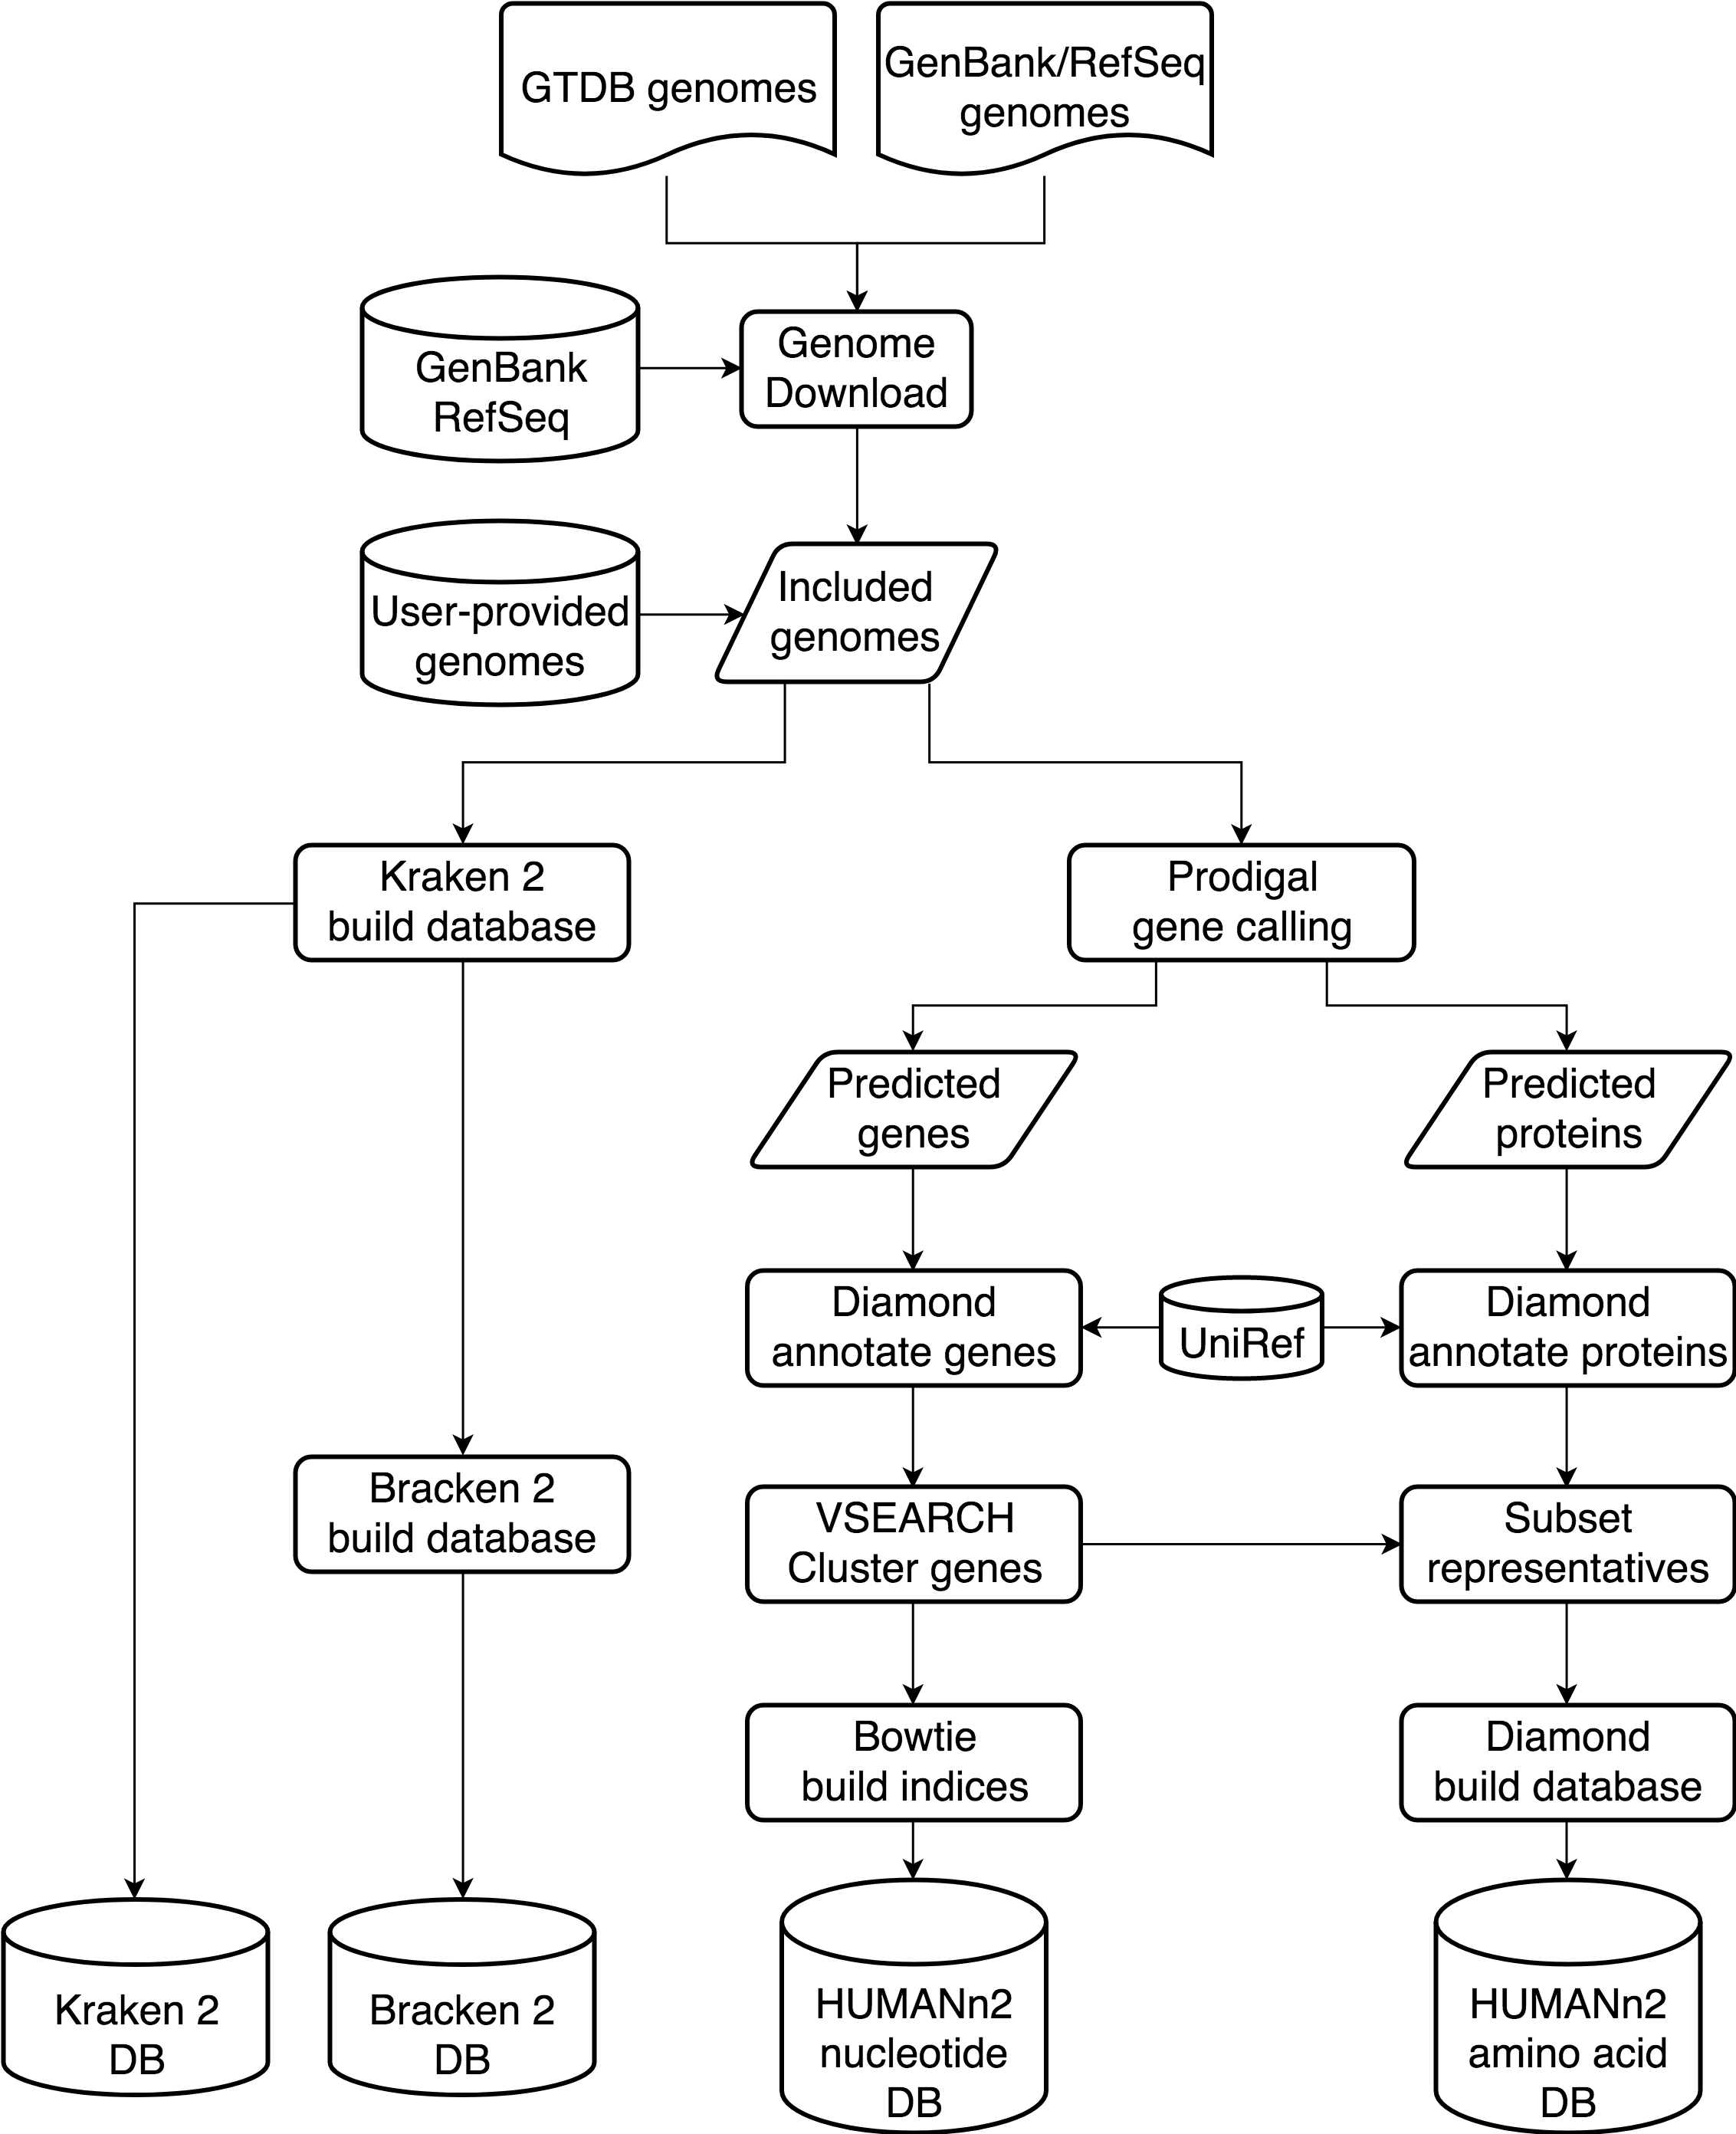 GTDB genomes
GenBank/RefSeq
genomes
GenBank
RefSeq
Genome
Download
User-provided
genomes
Included
genomes
Kraken 2
build database
Prodigal
gene calling
Predicted
genes
Predicted
proteins
Diamond
annotate genes
UniRef
Diamond
annotate proteins
Bracken 2
build database
VSEARCH
Cluster genes
Subset
representatives
Bowtie
build indices
Diamond
build database
Kraken 2
DB
Bracken 2
DB
HUMANn2
nucleotide
DB
HUMANn2
amino acid
DB